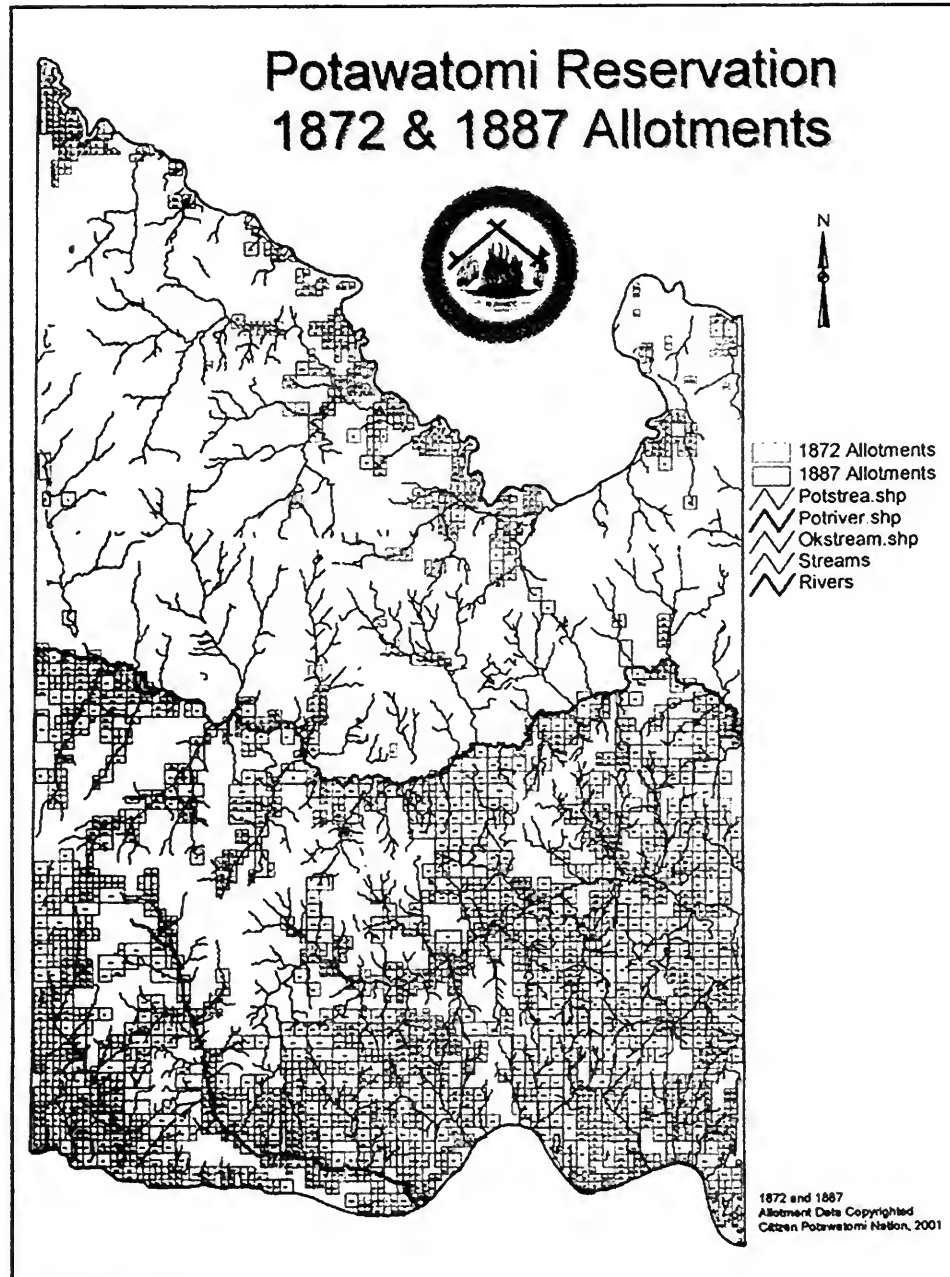 Potawatomi Reservation
1872 & 1887 Allotments
N
1872 Allotments
1887 Allotments
Potstrea.shp
Potriver.shp
Okstream.shp
Streams
Rivers
1872 and 1887
Allotment Data Copyrighted
Citizen Potawatomi Nation, 2001